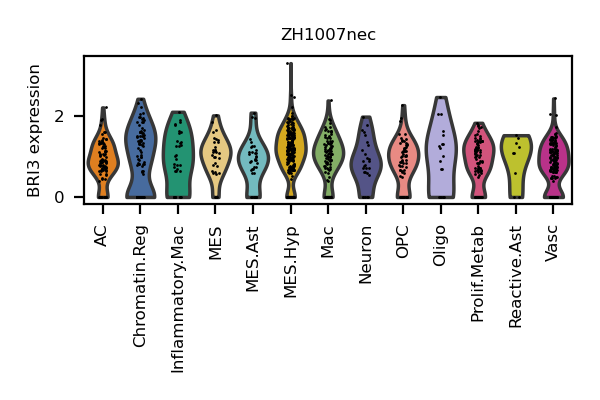 ZH1007nec
BRI3 expression
2
0
AC
Chromatin.Reg
Inflammatory.Mac
MES
MES.Ast
MES.Hyp
Mac
Neuron
OPC
Oligo
Prolif.Metab
Reactive.Ast
Vasc